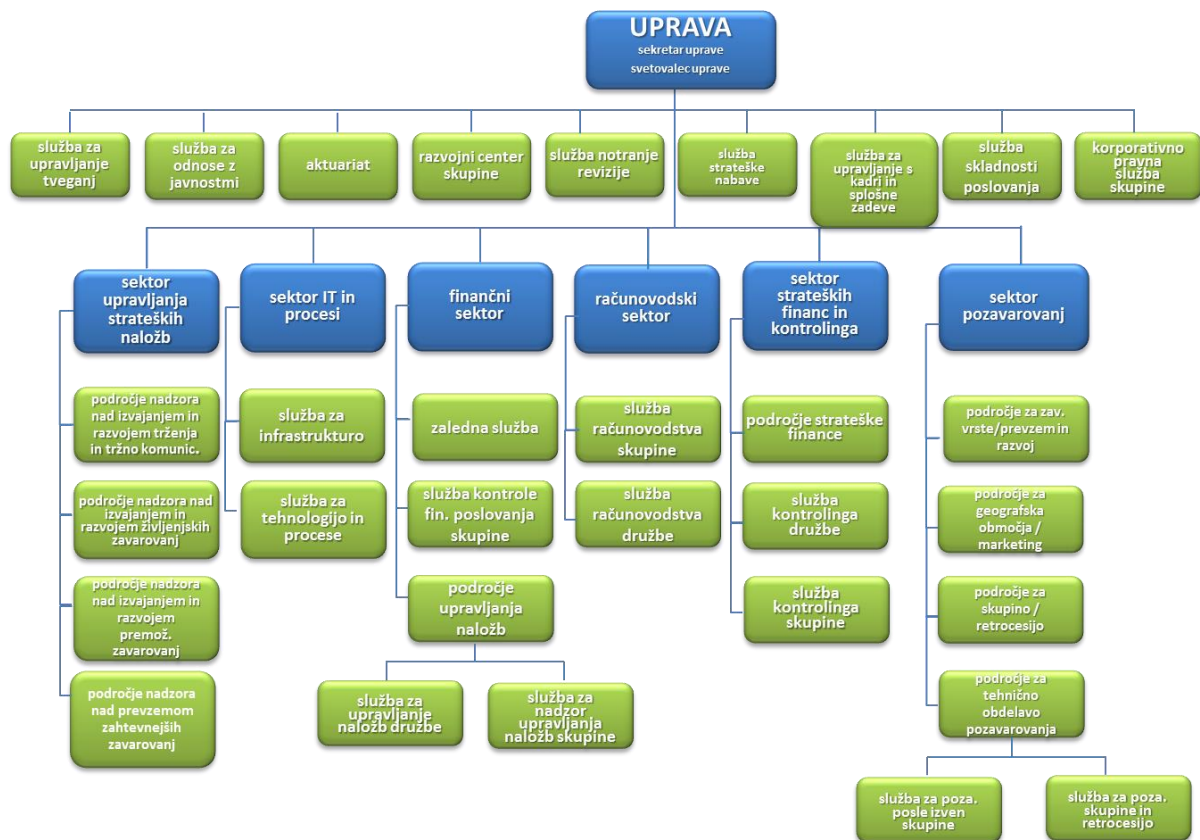 UPRAVA
sekretar uprave
svetovalec uprave
služba za
upravljanje
tveganj
služba za
odnose z
javnostmi
aktuariat
razvojni center
skupine
služba notranje
revizije
služba
strateške
nabave
služba za
upravljanje s
kadri in
splošne
zadeve
služba
skladnosti
poslovanja
korporativno
pravna
služba
skupine
sektor
upravljanja
strateških
naložb
sektor IT in
procesi
finančni
sektor
računovodski
sektor
sektor
strateških
financ in
kontrolinga
sektor
pozavarovanj
področje nadzora
nad izvajanjem in
razvojem trženja
in tržno komunic.
področje nadzora nad
izvajanjem in
razvojem življenjskih
zavarovanj
področje nadzora
nad izvajanjem in
razvojem
premož.
zavarovanj
področje nadzora
nad prevzemom
zahtevnejših
zavarovanj
služba za
infrastrukturo
služba za
tehnologijo in
procese
zaledna služba
služba kontrole
fin. poslovanja
skupine
področje
upravljanja
naložb
služba za
upravljanje
naložb družbe
služba za
nadzor
upravljanja
naložb skupine
služba
računovodstva
skupine
služba
računovodstva
družbe
področje strateške
finance
služba
kontrolinga
družbe
služba
kontrolinga
skupine
področje za zav.
vrste/prevzem in
razvoj
področje za
geografska
območja /
marketing
področje za
skupino /
retrocesijo
področje za
tehnično
obdelavo
pozavarovanja
služba za poza.
posle izven
skupine
služba za poza.
skupine in
retrocesijo